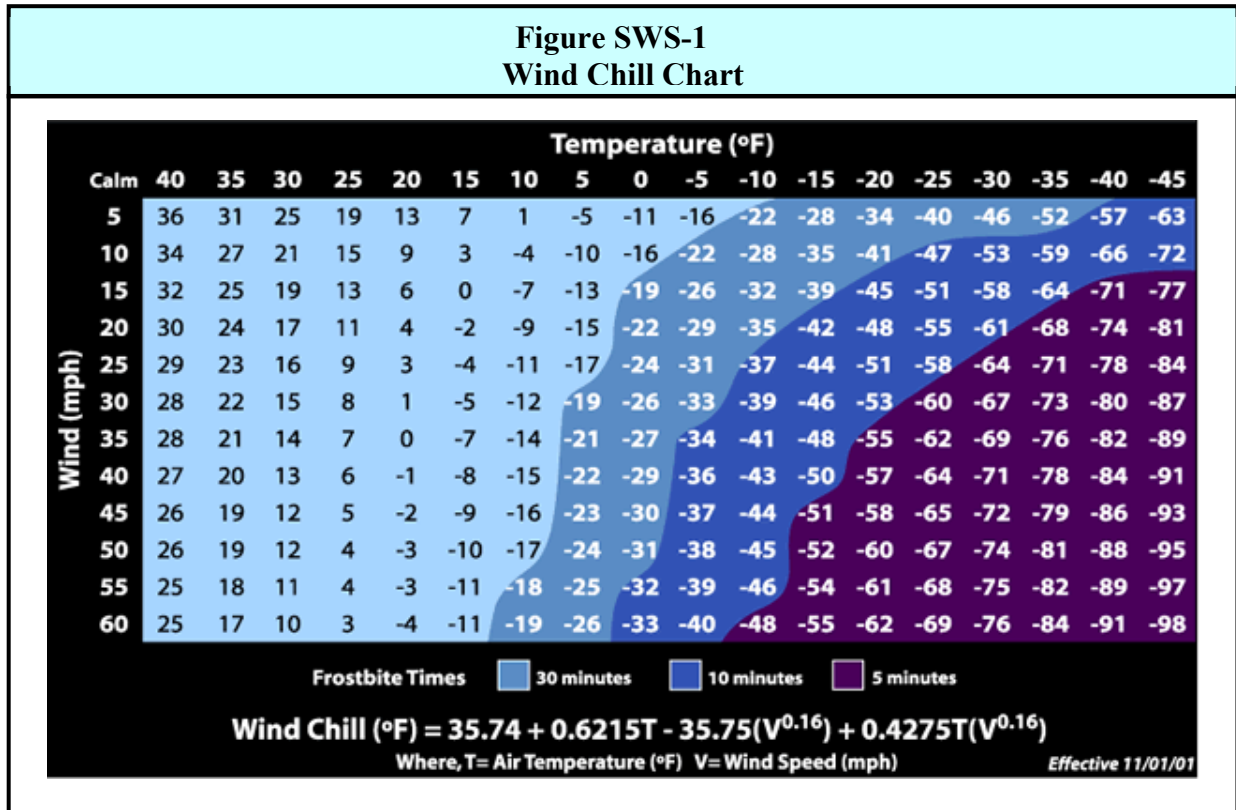 Figure SWS-1
Wind Chill Chart
Temperature (ºF)
Calm 40 35 30 25 20 15 10 5 0 -5 -10 -15 -20 -25 -30 -35 -40 -45
Wind (mph)
5 36 31 25 19 13 7 1 -5 -11 -16 -22 -28 -34 -40 -46 -52 -57 -63
10 34 27 21 15 9 3 -4 -10 -16 -22 -28 -35 -41 -47 -53 -59 -66 -72
15 32 25 19 13 6 0 -7 -13 -19 -26 -32 -39 -45 -51 -58 -64 -71 -77
20 30 24 17 11 4 -2 -9 -15 -22 -29 -35 -42 -48 -55 -61 -68 -74 -81
25 29 23 16 9 3 -4 -11 -17 -24 -31 -37 -44 -51 -58 -64 -71 -78 -84
30 28 22 15 8 1 -5 -12 -19 -26 -33 -39 -46 -53 -60 -67 -73 -80 -87
35 28 21 14 7 0 -7 -14 -21 -27 -34 -41 -48 -55 -62 -69 -76 -82 -89
40 27 20 13 6 -1 -8 -15 -22 -29 -36 -43 -50 -57 -64 -71 -78 -84 -91
45 26 19 12 5 -2 -9 -16 -23 -30 -37 -44 -51 -58 -65 -72 -79 -86 -93
50 26 19 12 4 -3 -10 -17 -24 -31 -38 -45 -52 -60 -67 -74 -81 -88 -95
55 25 18 11 4 -3 -11 -18 -25 -32 -39 -46 -54 -61 -68 -75 -82 -89 -97
60 25 17 10 3 -4 -11 -19 -26 -33 -40 -48 -55 -62 -69 -76 -84 -91 -98
Frostbite Times 30 minutes 10 minutes 5 minutes
Wind Chill (ºF) = 35.74 + 0.6215T - 35.75(V^0.16) + 0.4275T(V^0.16)
Where, T= Air Temperature (ºF) V= Wind Speed (mph) Effective 11/01/01